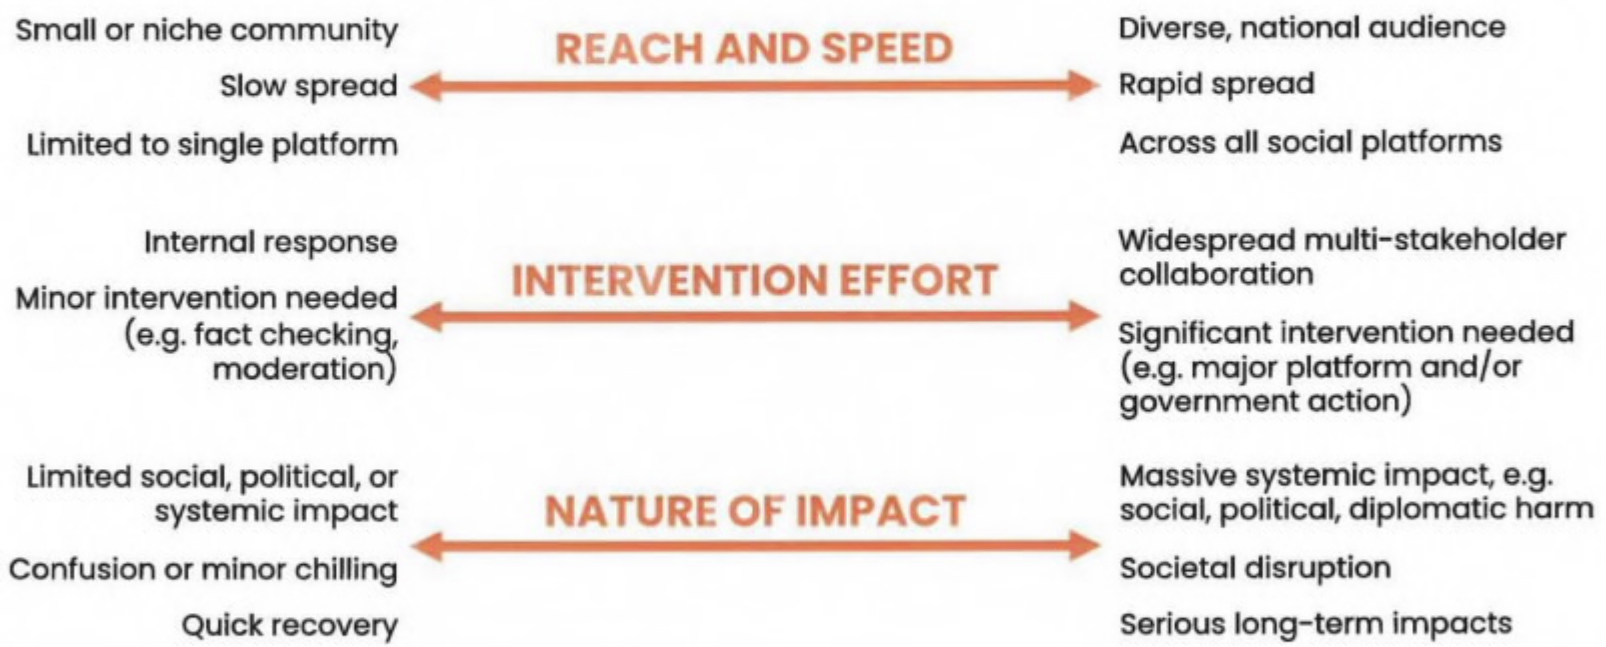 Small or niche community
Slow spread
Limited to single platform
REACH AND SPEED
Diverse, national audience
Rapid spread
Across all social platforms
Internal response
Minor intervention needed
(e.g. fact checking,
moderation)
INTERVENTION EFFORT
Widespread multi-stakeholder
collaboration
Significant intervention needed
(e.g. major platform and/or
government action)
Limited social, political, or
systemic impact
Confusion or minor chilling
Quick recovery
NATURE OF IMPACT
Massive systemic impact, e.g.
social, political, diplomatic harm
Societal disruption
Serious long-term impacts